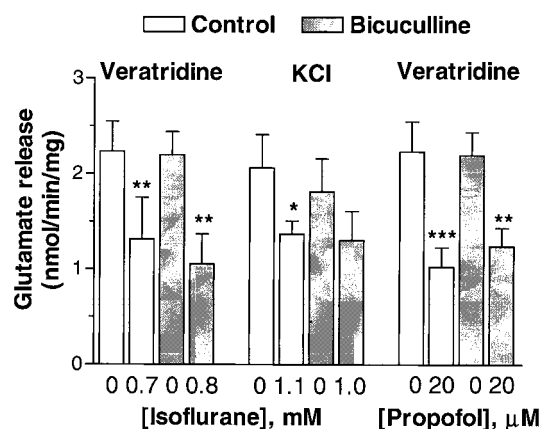 Control Bicuculline
Veratridine KCl Veratridine
Glutamate release
(nmol/min/mg)
3
2
1
0
** ** * *** **
0 0.7 0 0.8 0 1.1 0 1.0 0 20 0 20
[Isoflurane], mM [Propofol], μM